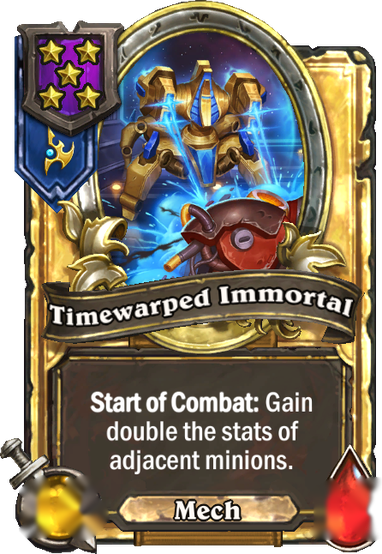 Timewarped Immortal
Start of Combat: Gain
double the stats of
adjacent minions.
Mech